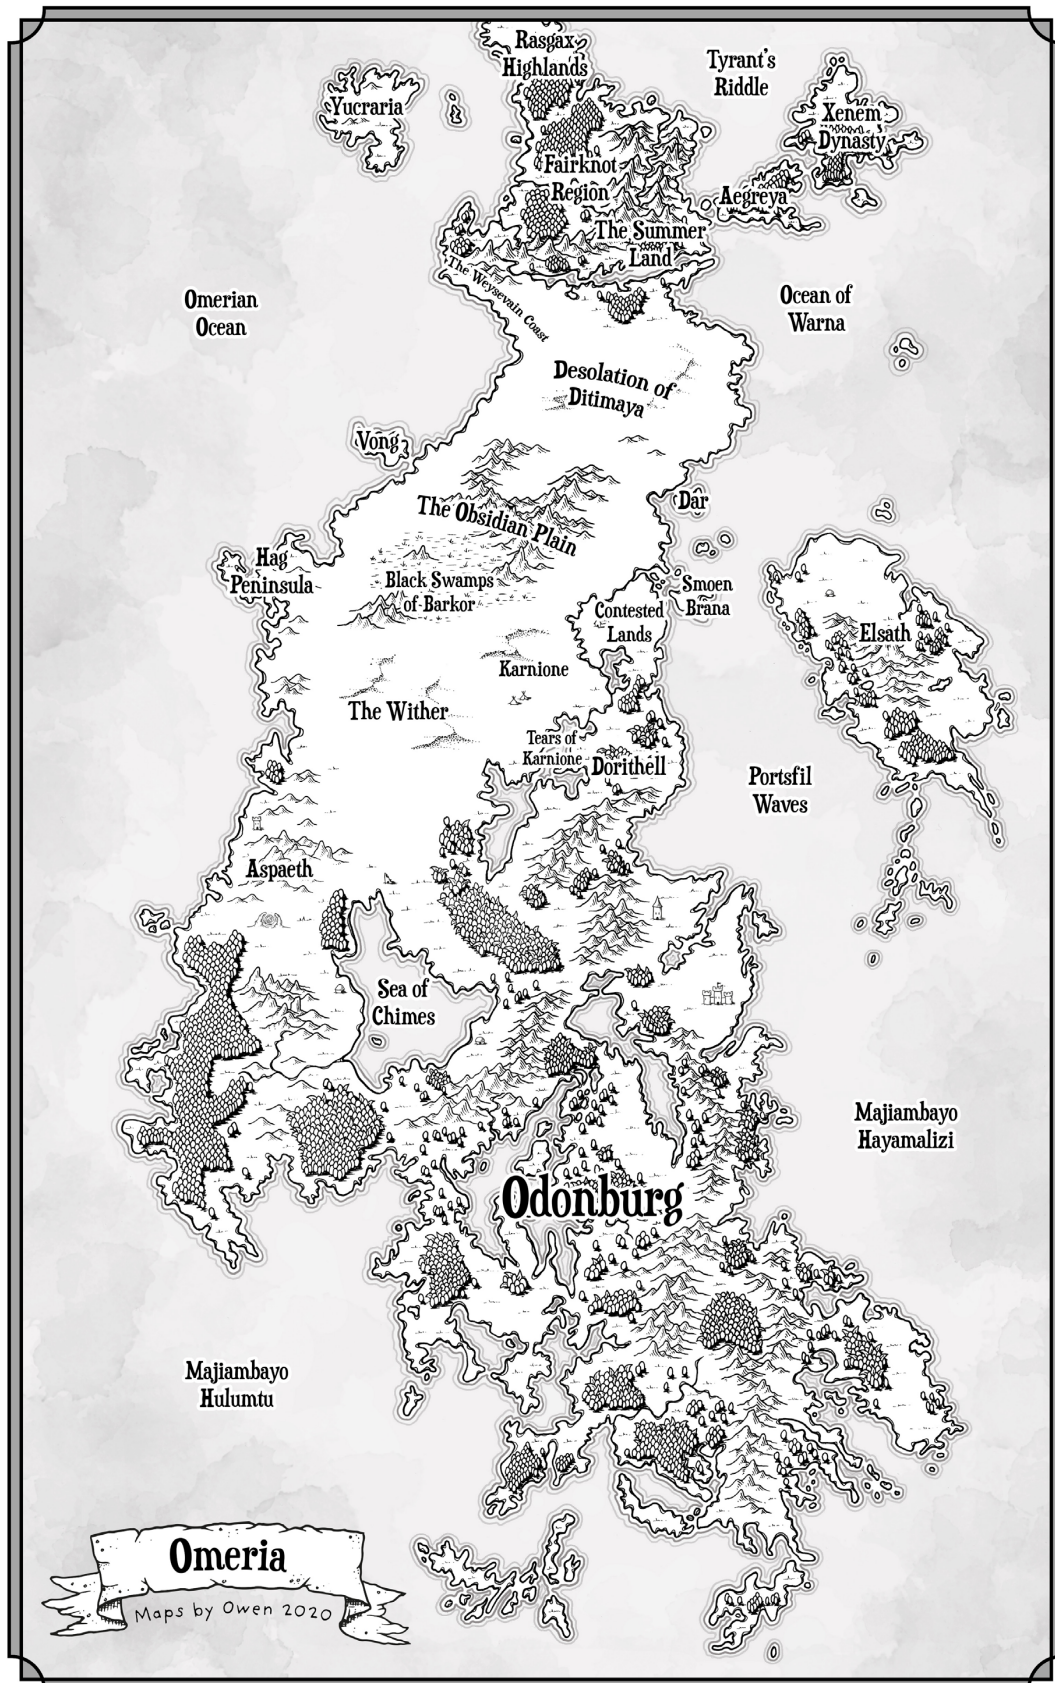 Rasgax
Highlands
Tyrant's
Riddle
Yucraria
Xenem
Dynasty
Fairknot
Region
Aegreya
The Summer
Land
The Weysevain Coast
Omerian
Ocean
Ocean of
Warna
Desolation of
Ditimaya
Vong
Dar
The Obsidian Plain
Hag
Peninsula
Black Swamps
of Barkor
Smoen
Brana
Contested
Lands
Elsath
Karnione
The Wither
Tears of
Karnione
Dorithell
Portsfil
Waves
Aspaeth
Sea of
Chimes
Majiambayo
Hayamalizi
Odonburg
Majiambayo
Hulumtu
Omeria
Maps by Owen 2020